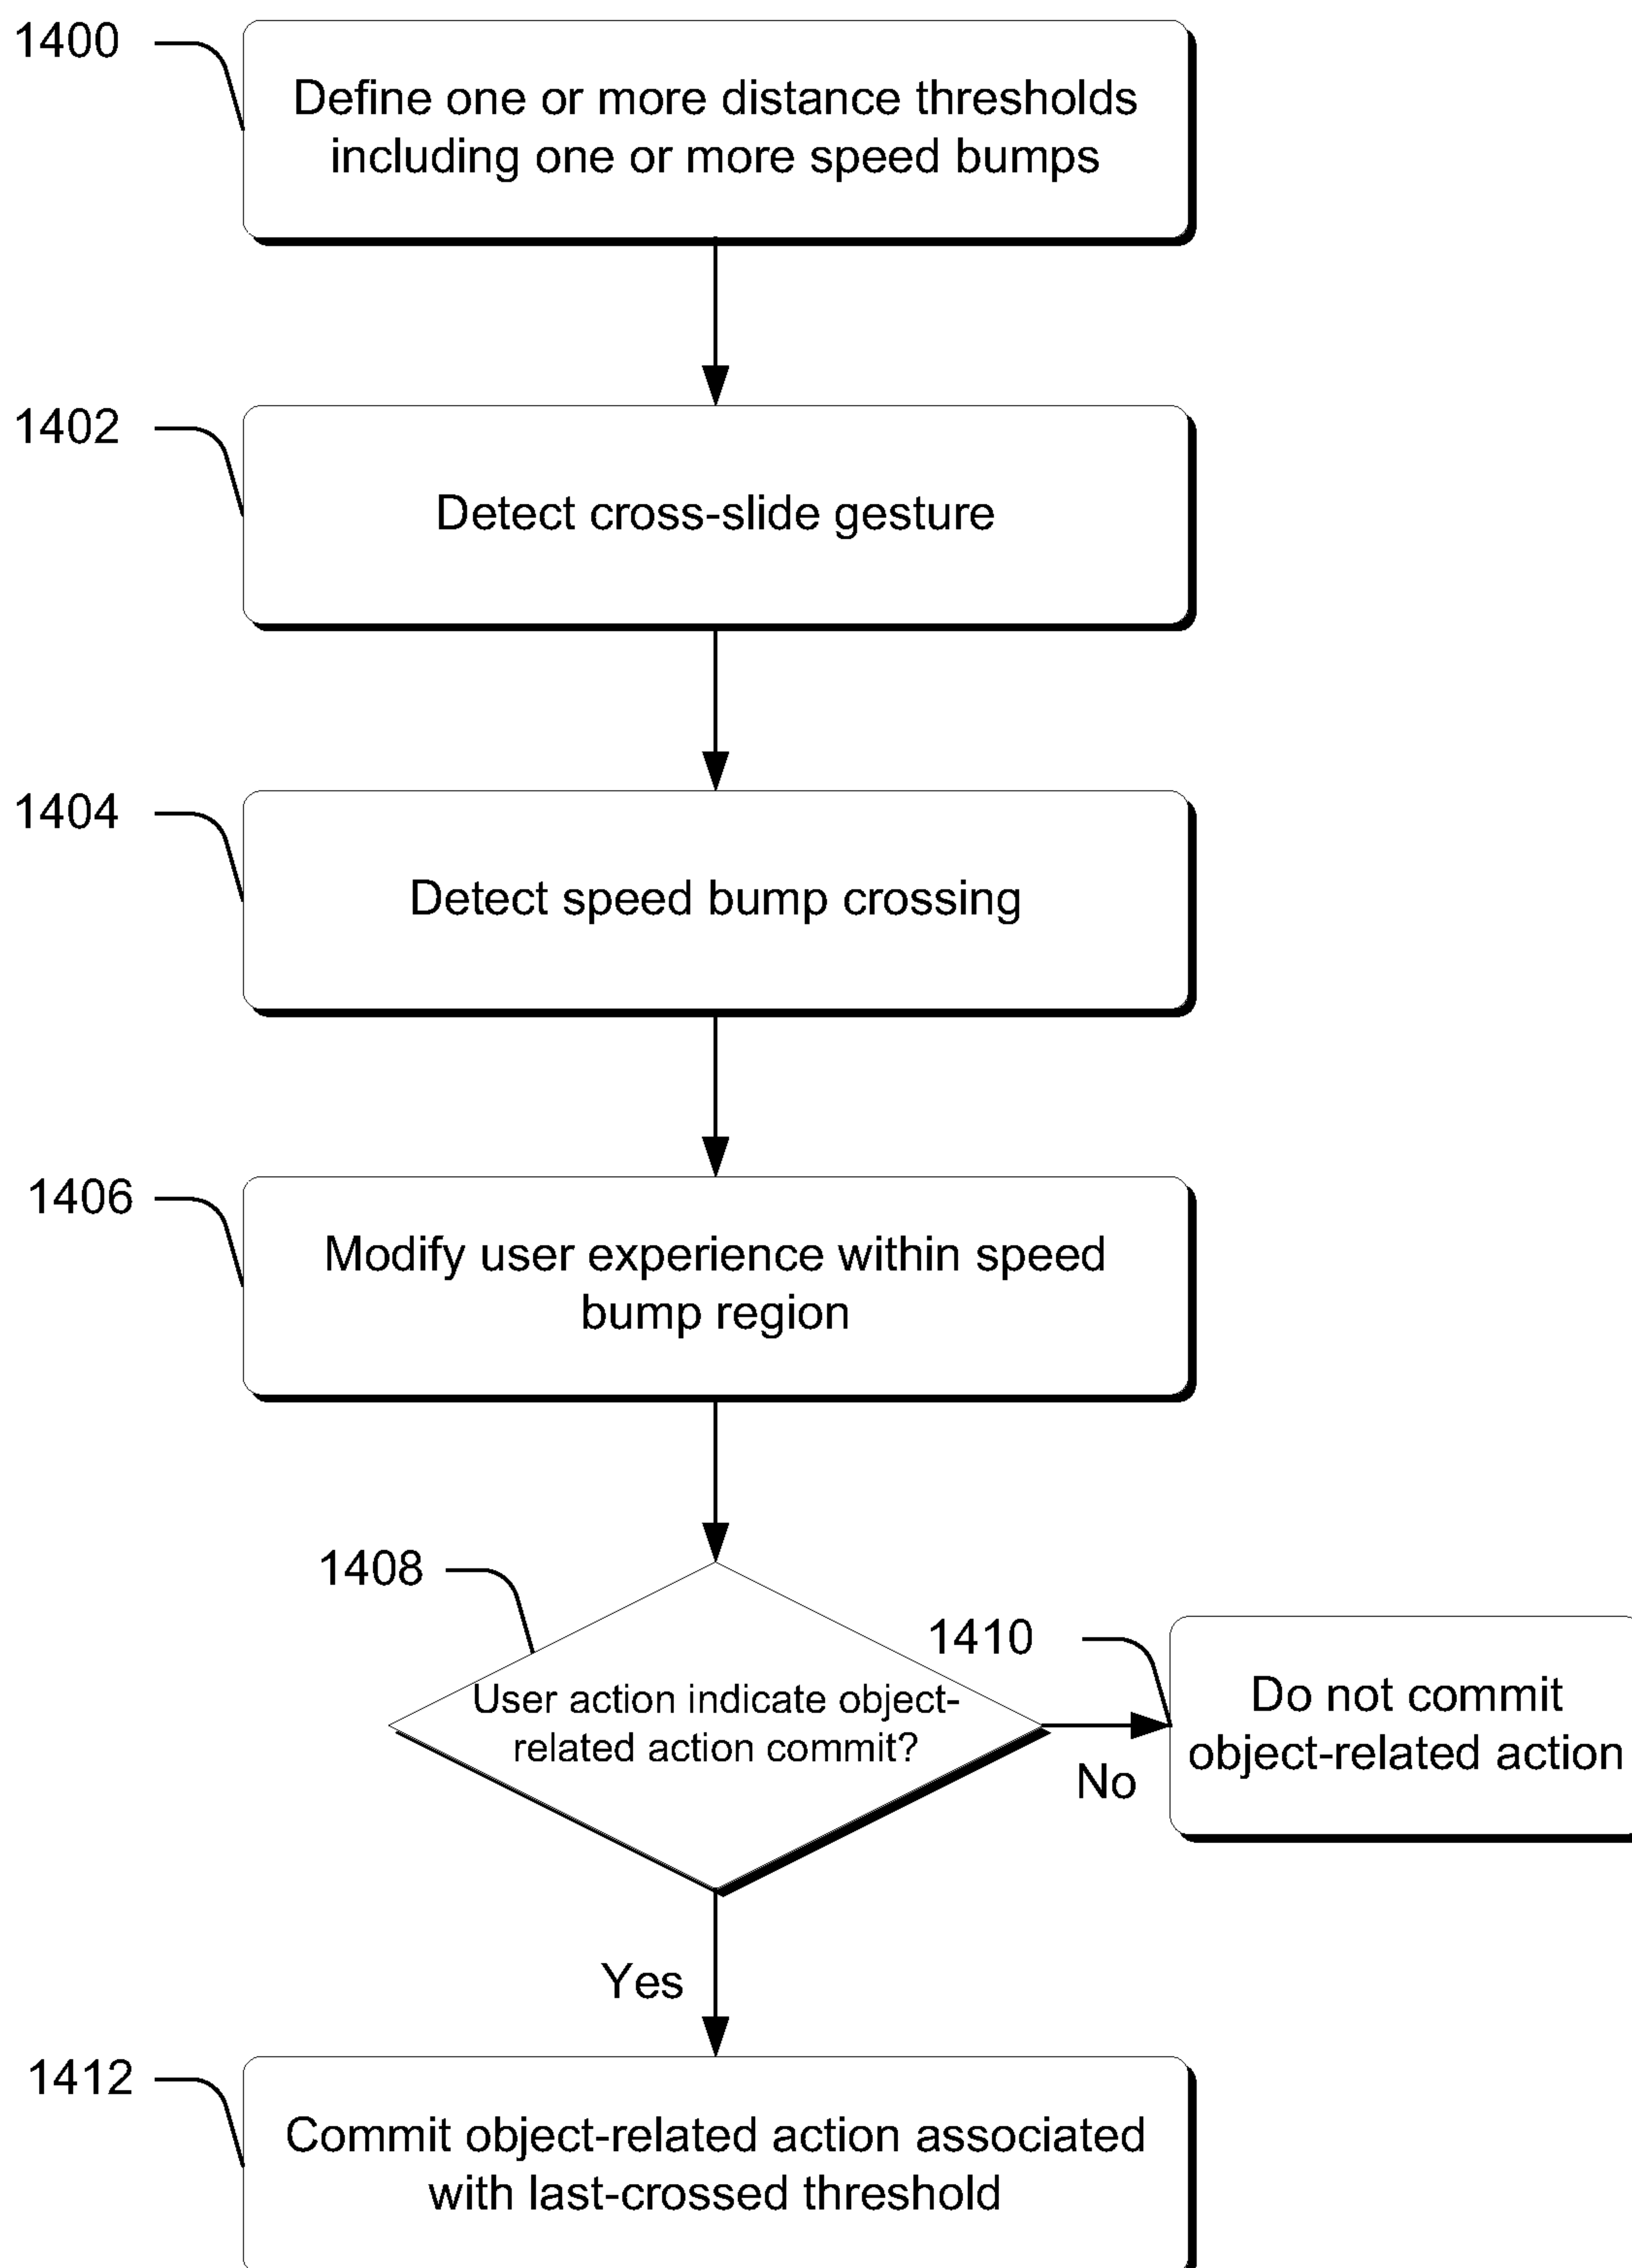 1400
Define one or more distance thresholds
including one or more speed bumps
1402
Detect cross-slide gesture
1404
Detect speed bump crossing
1406
Modify user experience within speed
bump region
1408
User action indicate object-
related action commit?
1410
Do not commit
object-related action
No
Yes
1412
Commit object-related action associated
with last-crossed threshold